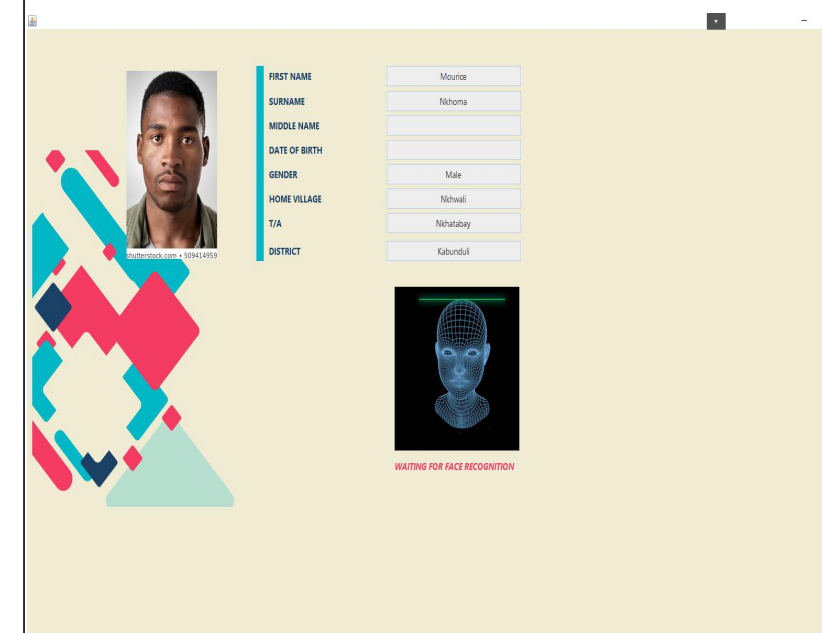 FIRST NAME Mourice
SURNAME Nkhoma
MIDDLE NAME
DATE OF BIRTH
GENDER Male
HOME VILLAGE Nkhwali
T/A Nkhatabay
shutterstock.com • 509414959
DISTRICT Kabunduli
WAITING FOR FACE RECOGNITION